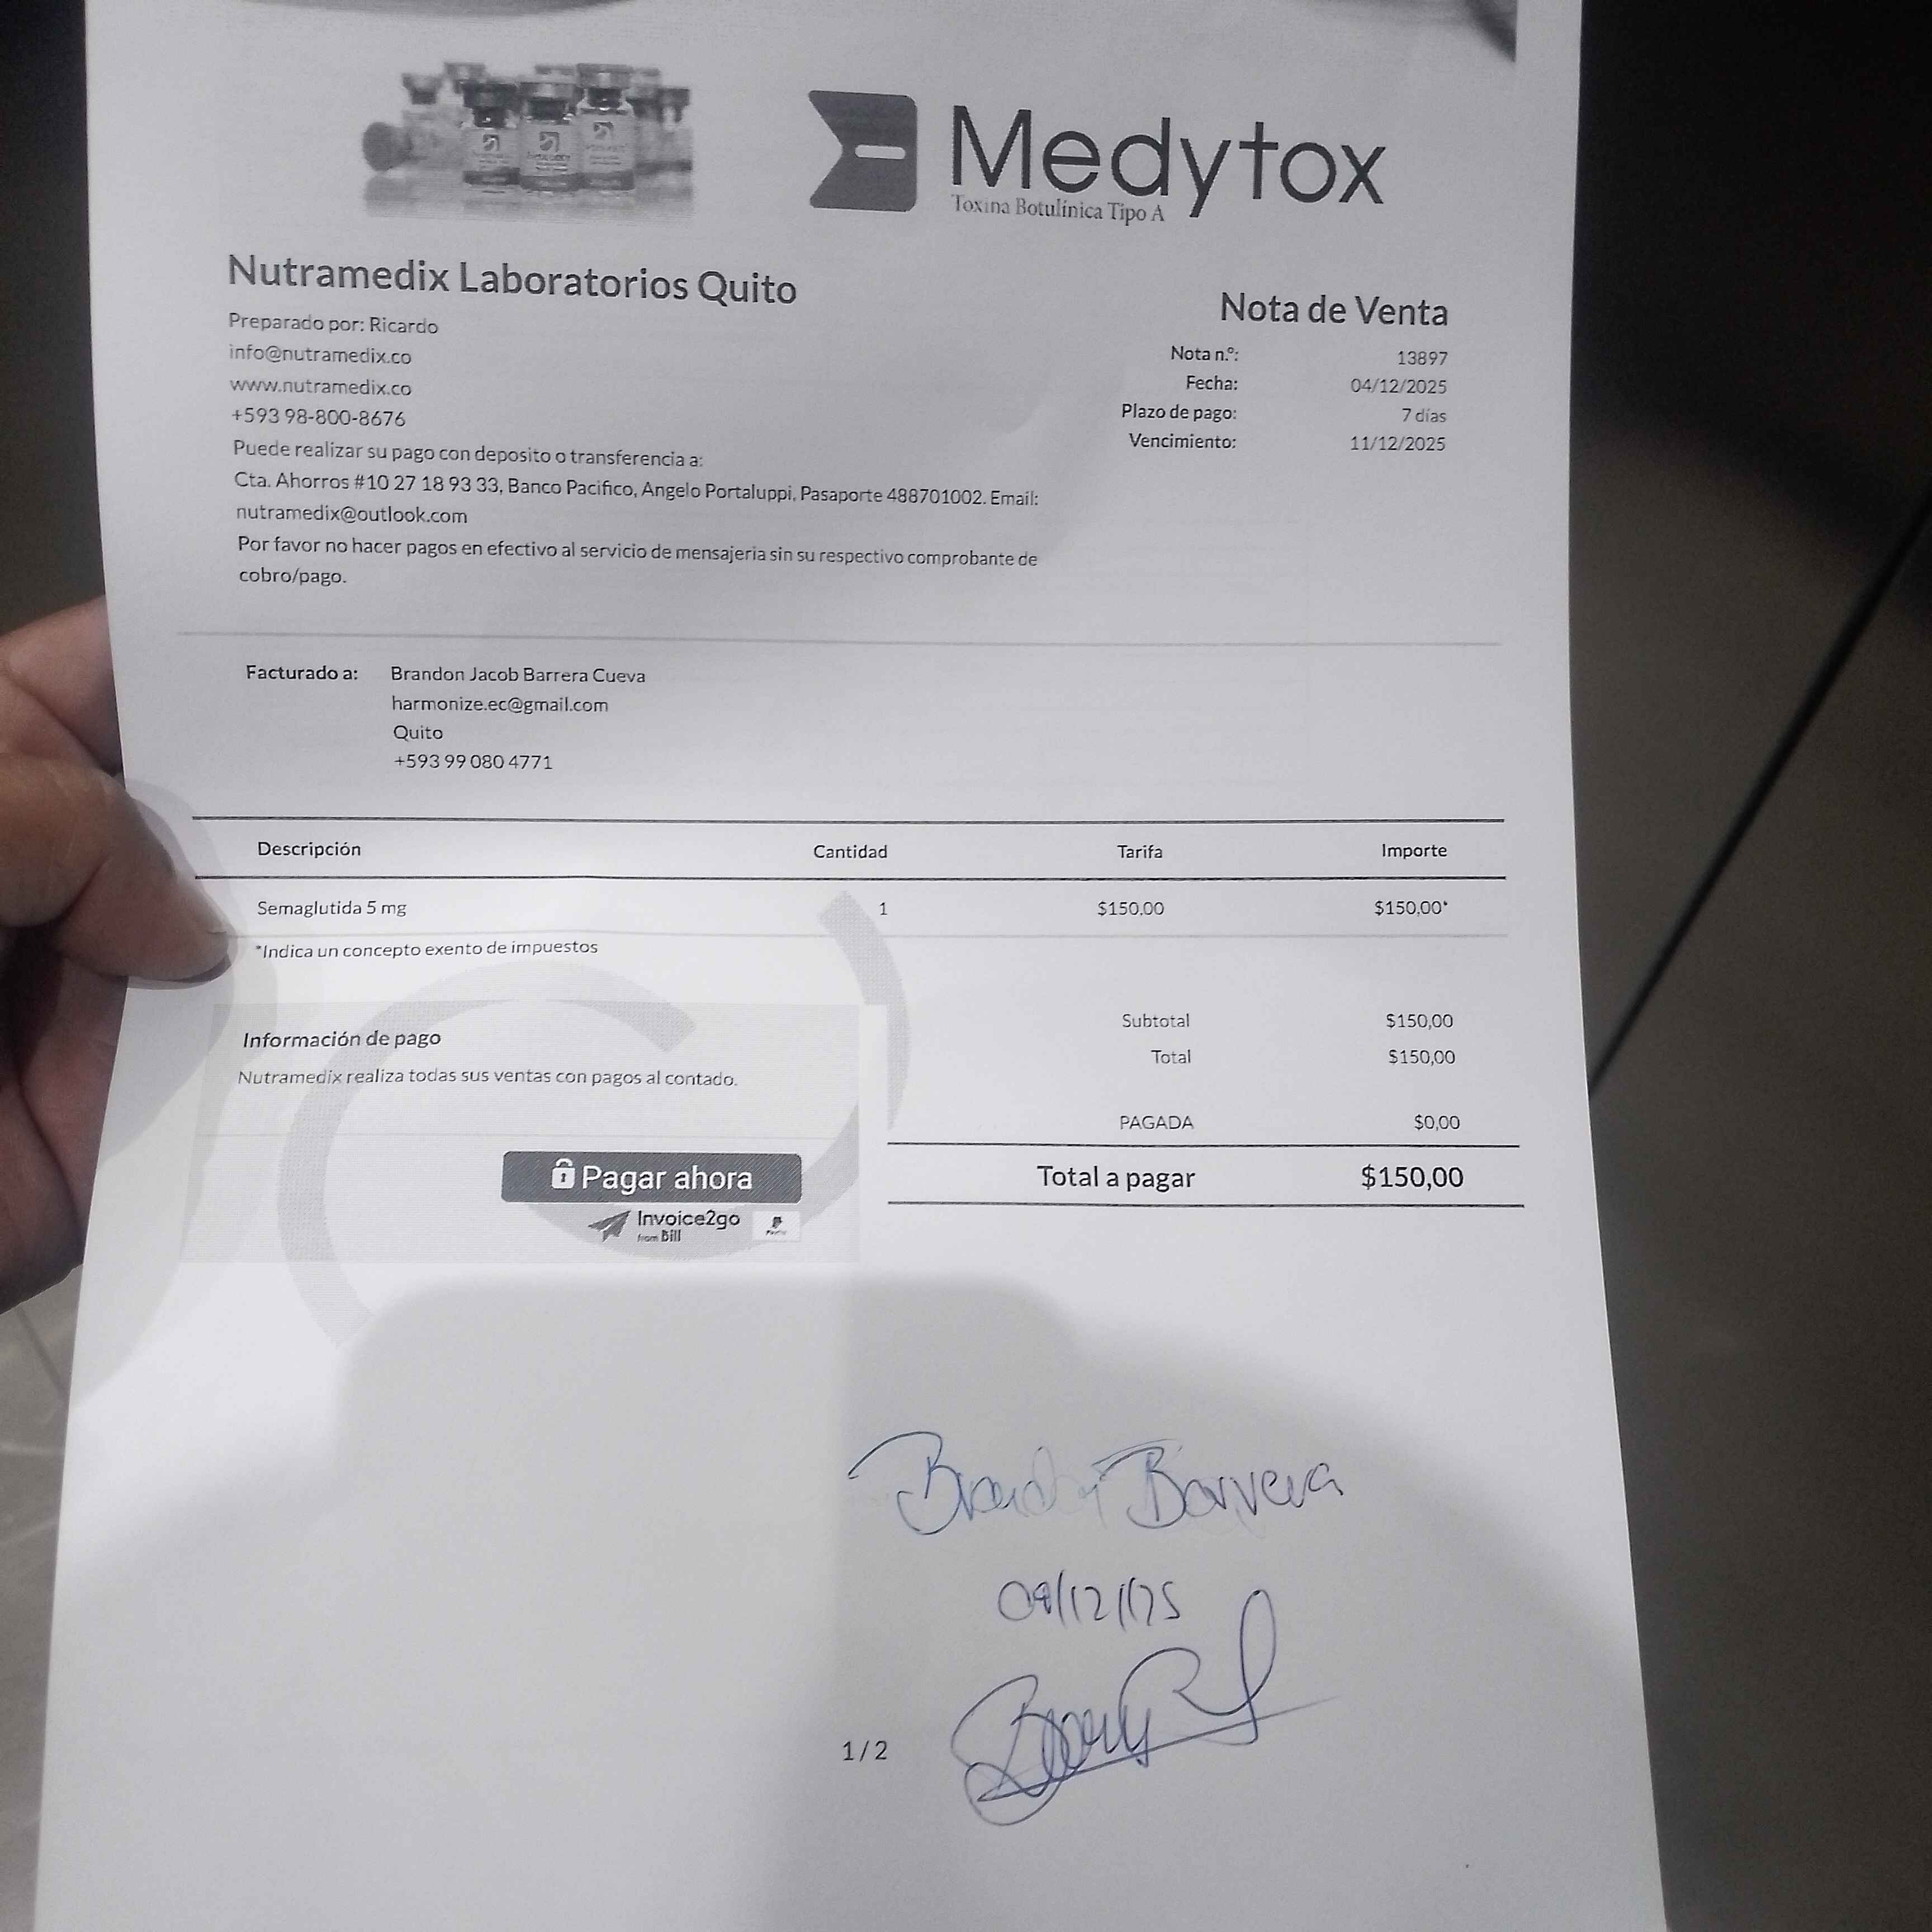 Medytox
Toxina Botulínica Tipo A
Nutramedix Laboratorios Quito
Preparado por: Ricardo
info@nutramedix.co
www.nutramedix.co
+593 98-800-8676
Puede realizar su pago con deposito o transferencia a:
Cta. Ahorros #10 27 18 93 33, Banco Pacifico, Angelo Portaluppi, Pasaporte 488701002. Email:
nutramedix@outlook.com
Por favor no hacer pagos en efectivo al servicio de mensajeria sin su respectivo comprobante de
cobro/pago.
Nota de Venta
Nota n.º: 13897
Fecha: 04/12/2025
Plazo de pago: 7 días
Vencimiento: 11/12/2025
Facturado a: Brandon Jacob Barrera Cueva
harmonize.ec@gmail.com
Quito
+593 99 080 4771
Descripción Cantidad Tarifa Importe
Semaglutida 5 mg 1 $150,00 $150,00*
*Indica un concepto exento de impuestos
Información de pago
Nutramedix realiza todas sus ventas con pagos al contado.
Pagar ahora
Invoice2go
from Bill
Subtotal $150,00
Total $150,00
PAGADA $0,00
Total a pagar $150,00
Barrera
1 / 2